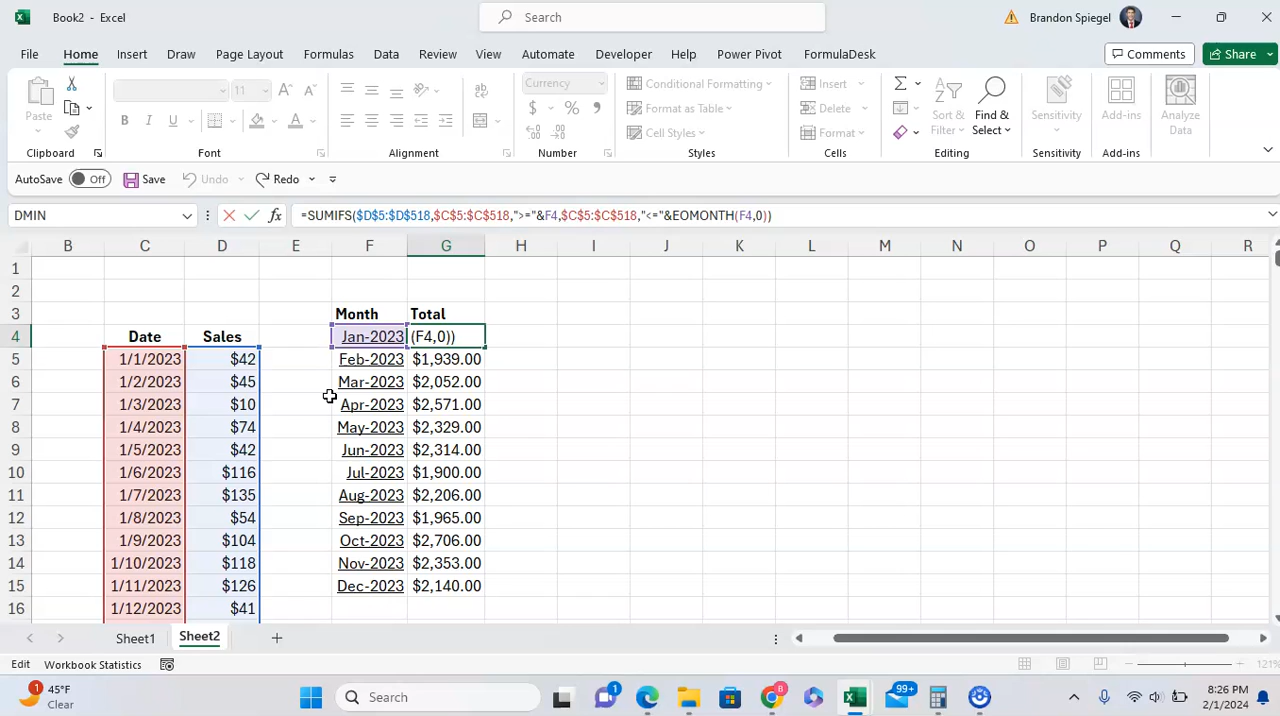 Book2 - Excel
Search
Brandon Spiegel
File Home Insert Draw Page Layout Formulas Data Review View Automate Developer Help Power Pivot FormulaDesk
Comments Share
Paste
11
B I U A
Clipboard
Font
Alignment
Currency
$ % 9
Number
Conditional Formatting
Format as Table
Cell Styles
Styles
Insert
Delete
Format
Cells
Sort & Filter
Find & Select
Editing
Sensitivity
Sensitivity
Add-ins
Add-ins
Analyze Data
AutoSave Off Save Undo Redo
DMIN fx =SUMIFS($D$5:$D$518,$C$5:$C$518,">="&F4,$C$5:$C$518,"<="&EOMONTH(F4,0))
B C D E F G H I J K L M N O P Q R
1
2
3 Month Total
4 Date Sales Jan-2023 (F4,0))
5 1/1/2023 $42 Feb-2023 $1,939.00
6 1/2/2023 $45 Mar-2023 $2,052.00
7 1/3/2023 $10 Apr-2023 $2,571.00
8 1/4/2023 $74 May-2023 $2,329.00
9 1/5/2023 $42 Jun-2023 $2,314.00
10 1/6/2023 $116 Jul-2023 $1,900.00
11 1/7/2023 $135 Aug-2023 $2,206.00
12 1/8/2023 $54 Sep-2023 $1,965.00
13 1/9/2023 $104 Oct-2023 $2,706.00
14 1/10/2023 $118 Nov-2023 $2,353.00
15 1/11/2023 $126 Dec-2023 $2,140.00
16 1/12/2023 $41
Sheet1 Sheet2
Edit Workbook Statistics 121%
1 45°F
Clear
Search
1
8
99+
8:26 PM
2/1/2024